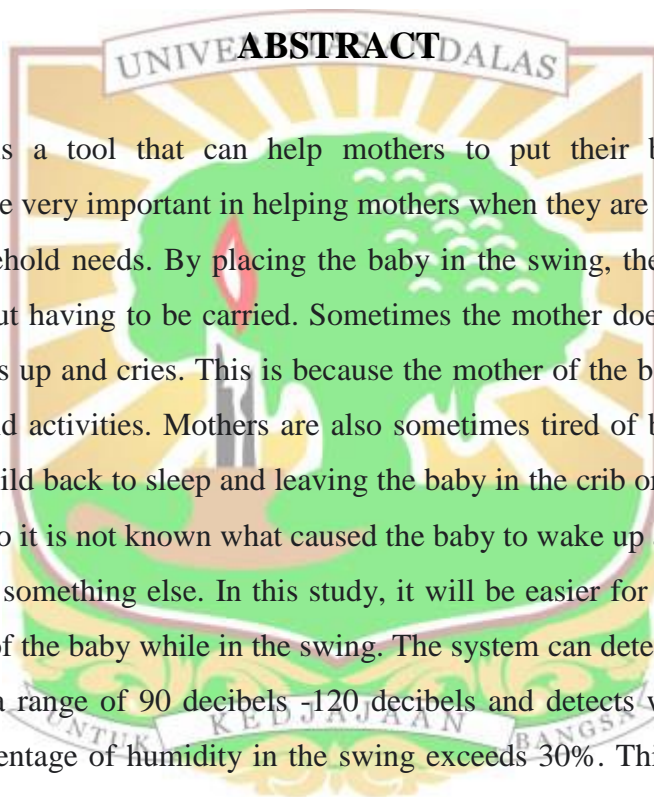 UNIVERSITAS ANDALAS
ABSTRACT
s a tool that can help mothers to put their b
e very important in helping mothers when they are
ehold needs. By placing the baby in the swing, the
ut having to be carried. Sometimes the mother doe
s up and cries. This is because the mother of the b
d activities. Mothers are also sometimes tired of b
ild back to sleep and leaving the baby in the crib or
o it is not known what caused the baby to wake up
something else. In this study, it will be easier for
of the baby while in the swing. The system can dete
a range of 90 decibels -120 decibels and detects w
entage of humidity in the swing exceeds 30%. Thi
UNTUK KEDJAJAAN BANGSA